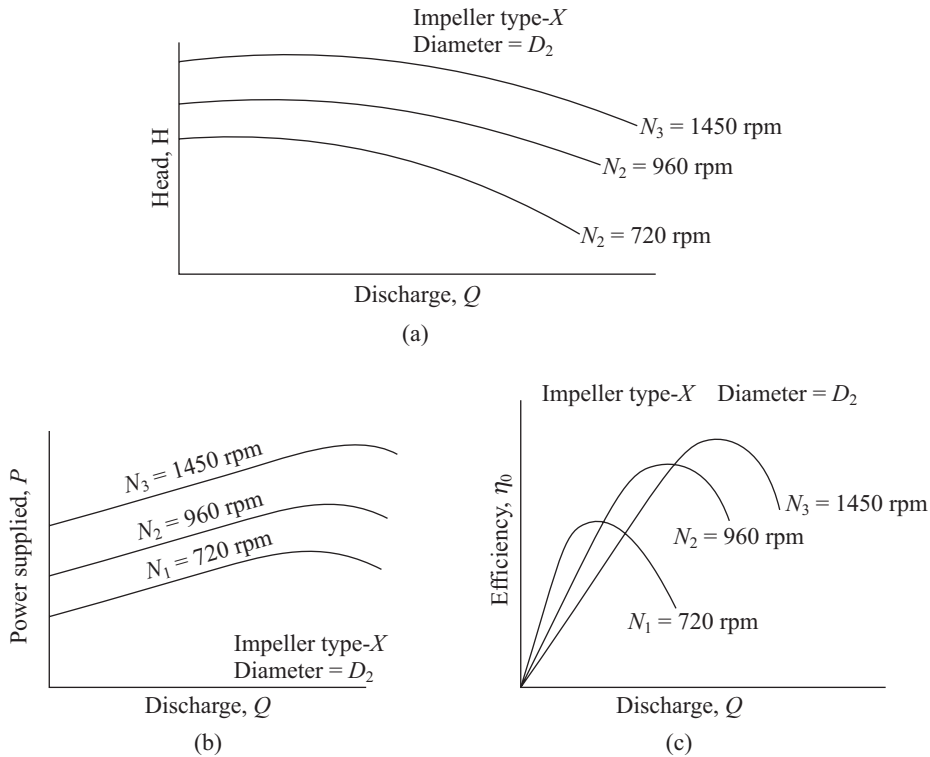 Impeller type-X
Diameter = D₂
Head, H
N₃ = 1450 rpm
N₂ = 960 rpm
N₂ = 720 rpm
Discharge, Q
(a)
Power supplied, P
N₃ = 1450 rpm
N₂ = 960 rpm
N₁ = 720 rpm
Impeller type-X
Diameter = D₂
Discharge, Q
(b)
Impeller type-X Diameter = D₂
Efficiency, η₀
N₃ = 1450 rpm
N₂ = 960 rpm
N₁ = 720 rpm
Discharge, Q
(c)